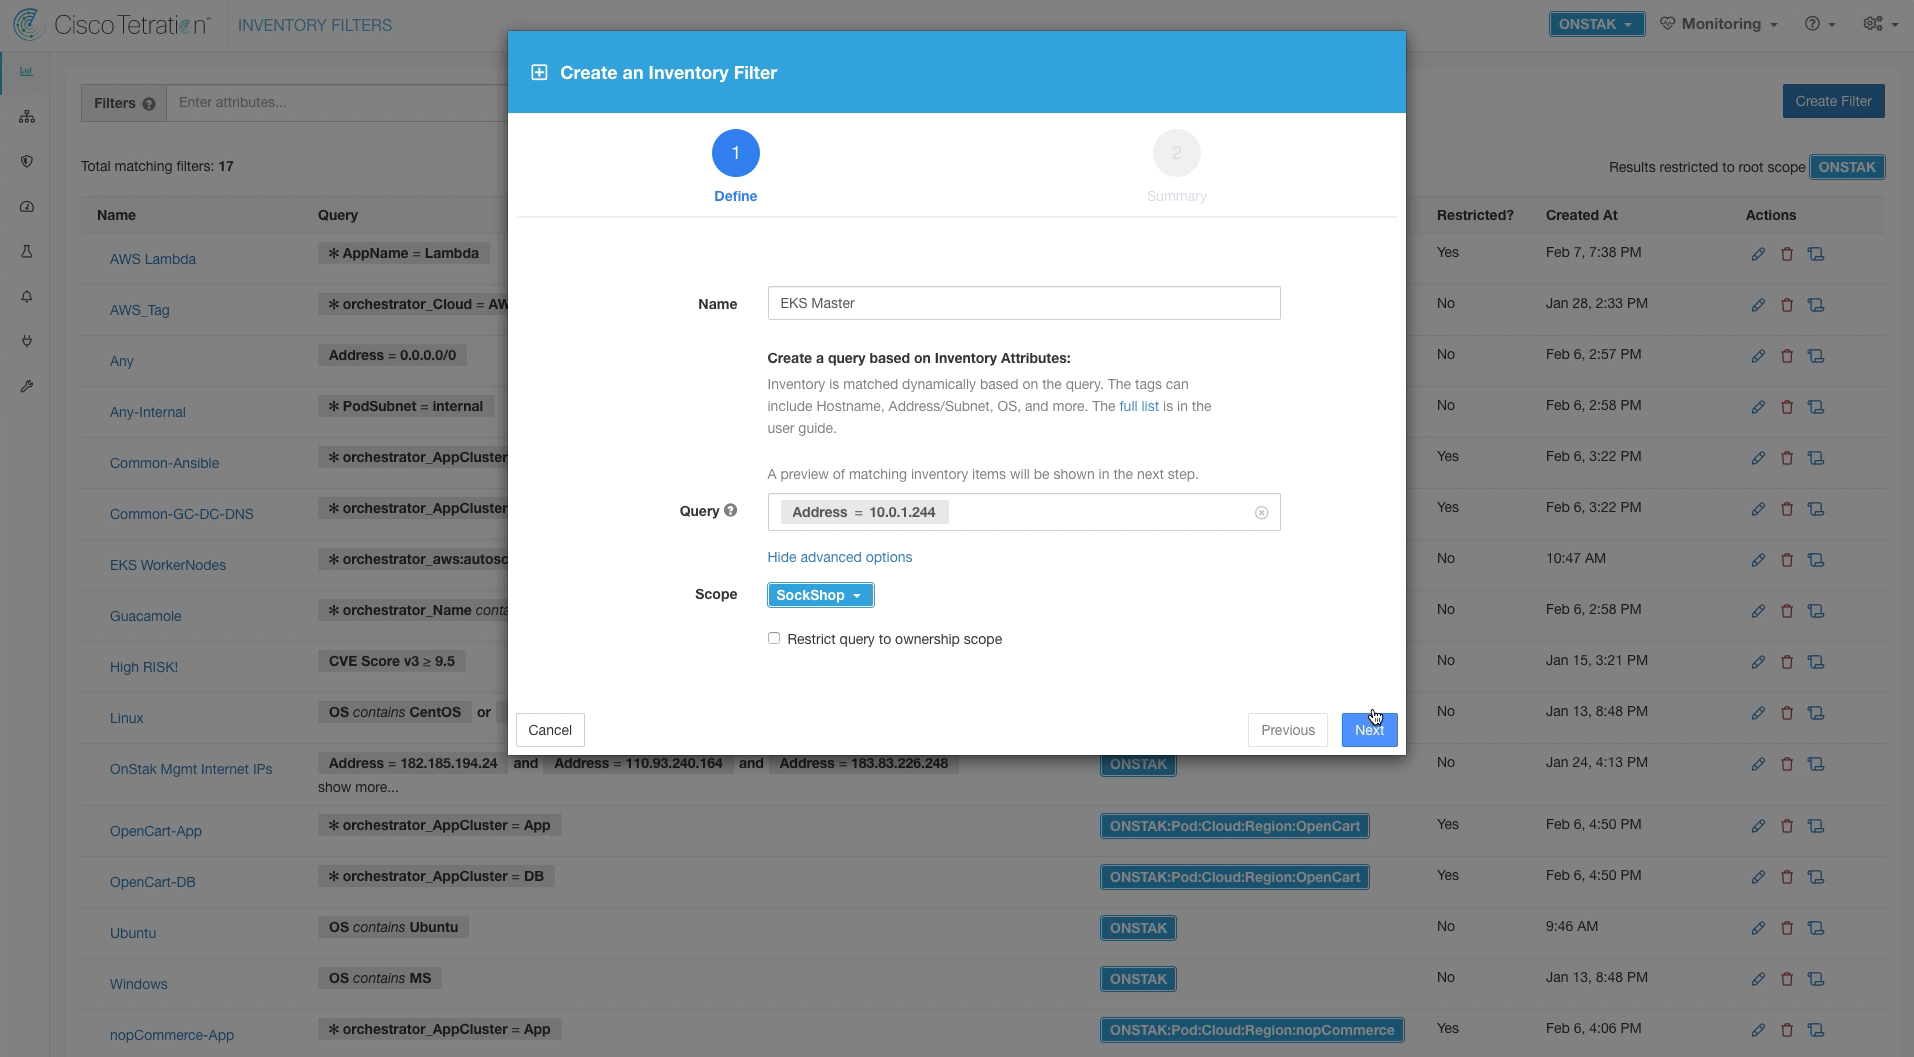 Cisco Tetration™
INVENTORY FILTERS
ONSTAK
Monitoring
Create an Inventory Filter
Filters
Enter attributes...
Create Filter
1
Define
2
Summary
Total matching filters: 17
Results restricted to root scope ONSTAK
Name
Query
Restricted?
Created At
Actions
AWS Lambda
✻ AppName = Lambda
Yes
Feb 7, 7:38 PM
AWS_Tag
✻ orchestrator_Cloud = AW
No
Jan 28, 2:33 PM
Any
Address = 0.0.0.0/0
No
Feb 6, 2:57 PM
Any-Internal
✻ PodSubnet = internal
No
Feb 6, 2:58 PM
Common-Ansible
✻ orchestrator_AppCluster
Yes
Feb 6, 3:22 PM
Common-GC-DC-DNS
✻ orchestrator_AppCluster
Yes
Feb 6, 3:22 PM
EKS WorkerNodes
✻ orchestrator_aws:autosc
No
10:47 AM
Guacamole
✻ orchestrator_Name conta
No
Feb 6, 2:58 PM
High RISK!
CVE Score v3 ≥ 9.5
No
Jan 15, 3:21 PM
Linux
OS contains CentOS or
No
Jan 13, 8:48 PM
Name
EKS Master
Create a query based on Inventory Attributes:
Inventory is matched dynamically based on the query. The tags can
include Hostname, Address/Subnet, OS, and more. The full list is in the
user guide.
A preview of matching inventory items will be shown in the next step.
Query
Address = 10.0.1.244
Hide advanced options
Scope
SockShop
Restrict query to ownership scope
Cancel
Previous
Next
OnStak Mgmt Internet IPs
Address = 182.185.194.24 and Address = 110.93.240.164 and Address = 183.83.226.248
show more...
ONSTAK
No
Jan 24, 4:13 PM
OpenCart-App
✻ orchestrator_AppCluster = App
ONSTAK:Pod:Cloud:Region:OpenCart
Yes
Feb 6, 4:50 PM
OpenCart-DB
✻ orchestrator_AppCluster = DB
ONSTAK:Pod:Cloud:Region:OpenCart
Yes
Feb 6, 4:50 PM
Ubuntu
OS contains Ubuntu
ONSTAK
No
9:46 AM
Windows
OS contains MS
ONSTAK
No
Jan 13, 8:48 PM
nopCommerce-App
✻ orchestrator_AppCluster = App
ONSTAK:Pod:Cloud:Region:nopCommerce
Yes
Feb 6, 4:06 PM